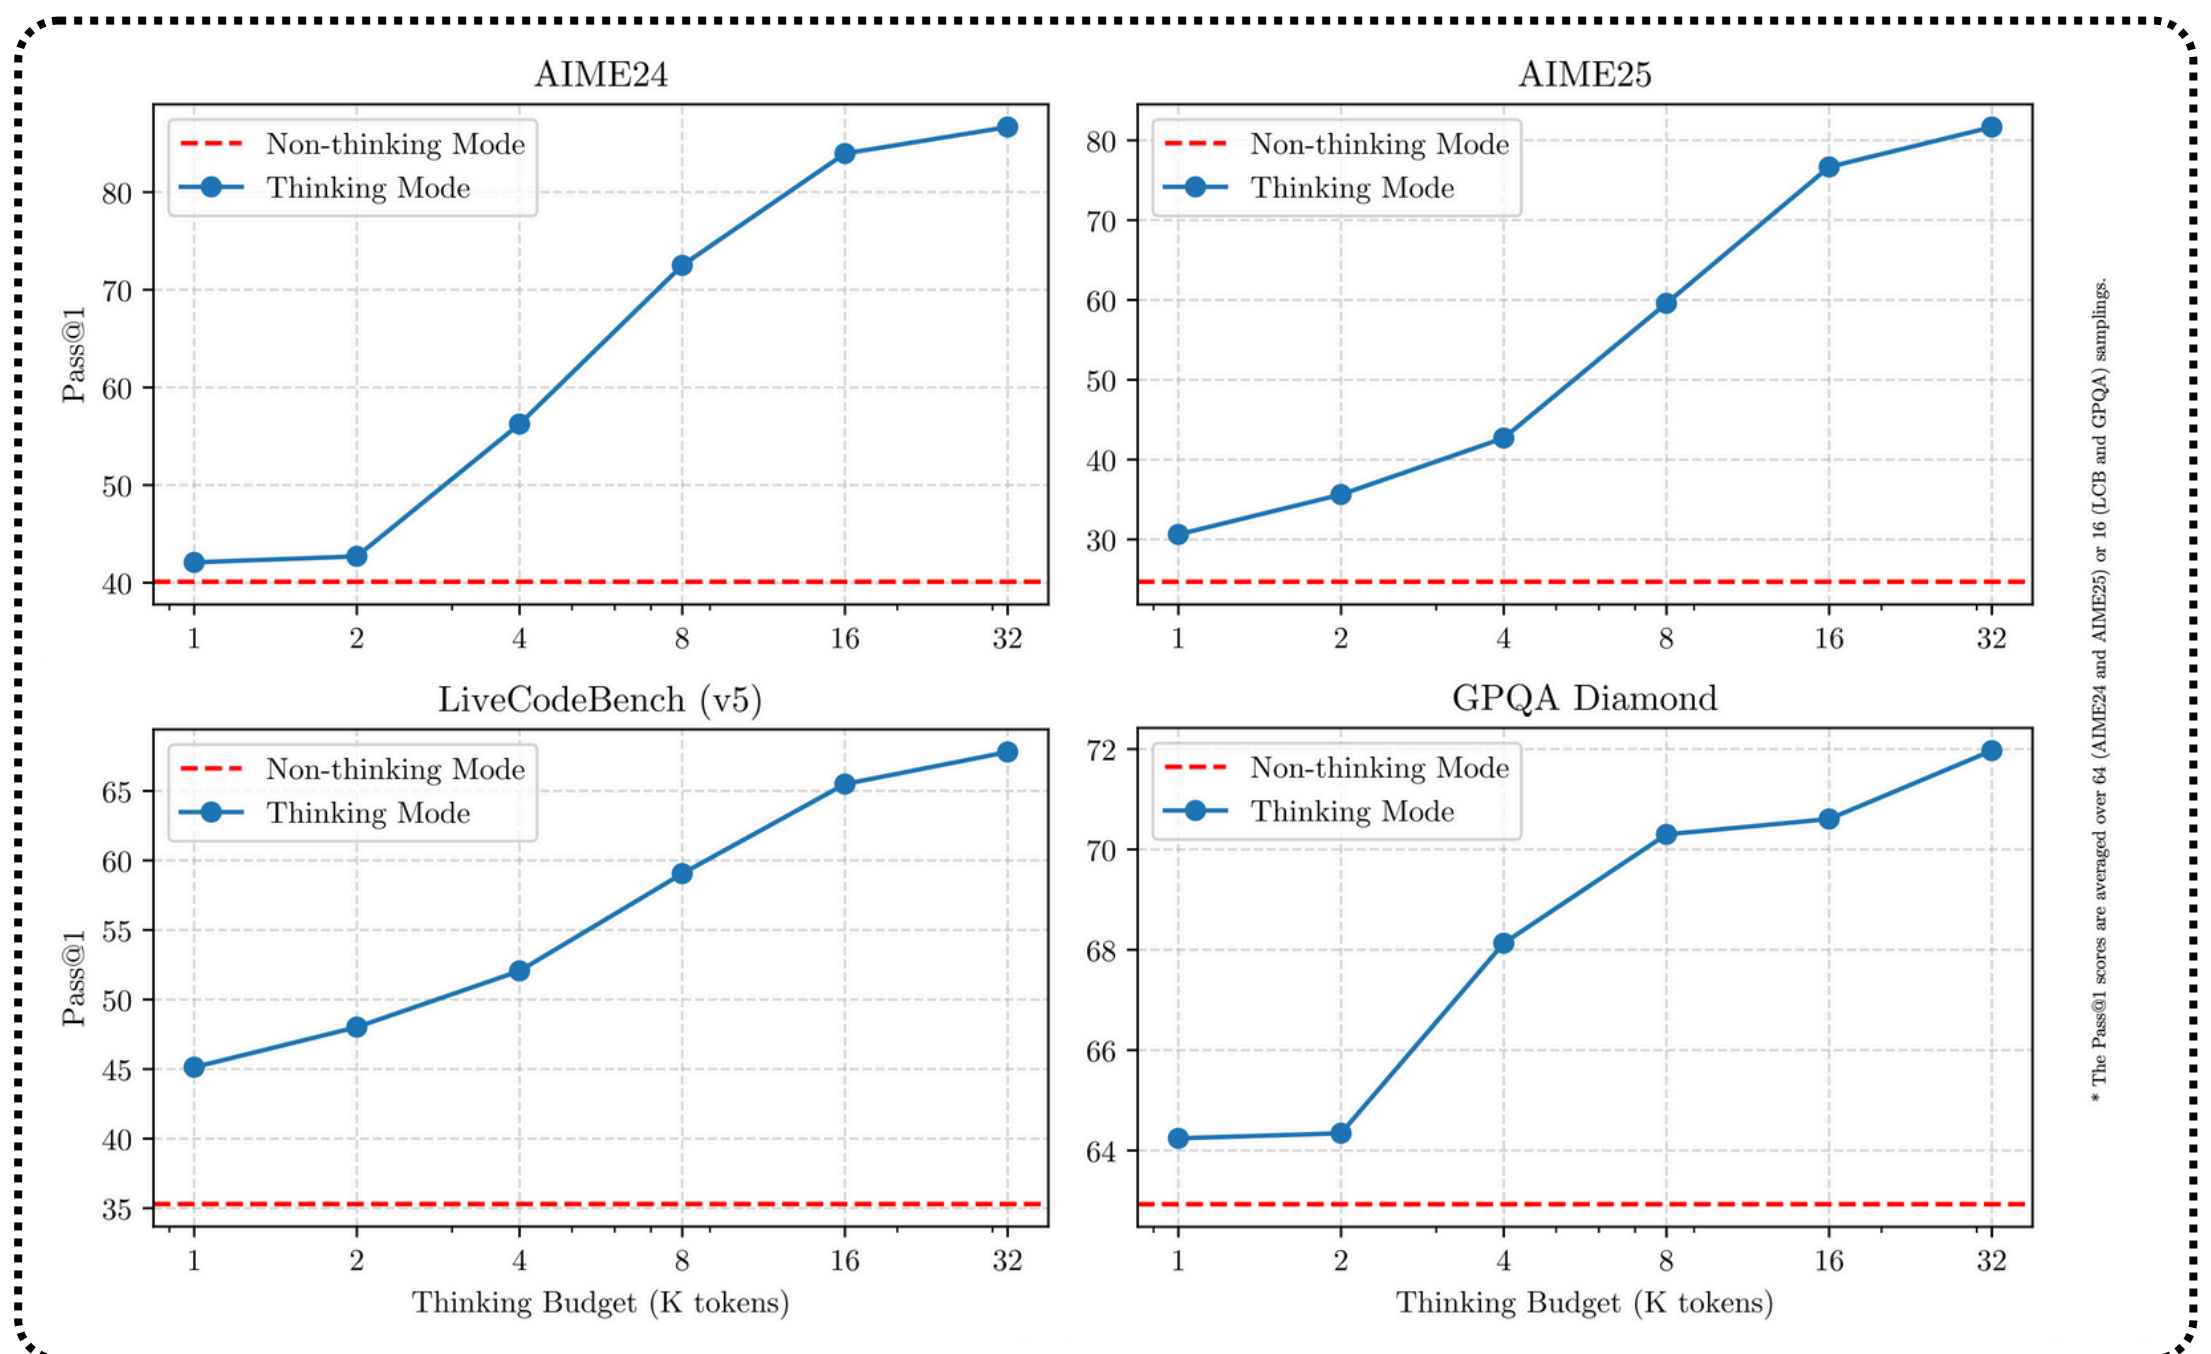 AIME24
Non-thinking Mode
Thinking Mode
Pass@1
80
70
60
50
40
1 2 4 8 16 32
AIME25
Non-thinking Mode
Thinking Mode
80
70
60
50
40
30
1 2 4 8 16 32
LiveCodeBench (v5)
Non-thinking Mode
Thinking Mode
Pass@1
65
60
55
50
45
40
35
1 2 4 8 16 32
Thinking Budget (K tokens)
GPQA Diamond
Non-thinking Mode
Thinking Mode
72
70
68
66
64
1 2 4 8 16 32
Thinking Budget (K tokens)
* The Pass@1 scores are averaged over 64 (AIME24 and AIME25) or 16 (LCB and GPQA) samplings.